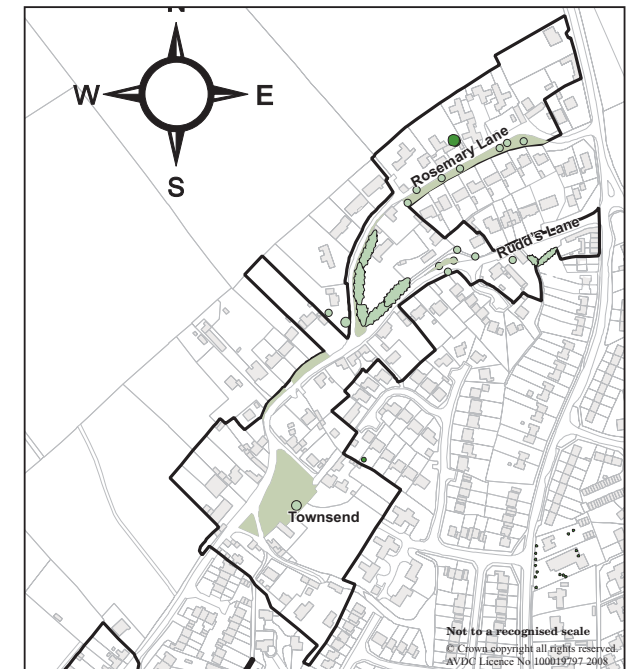 N
W E
S
Rosemary Lane
Rudd's Lane
Townsend
Not to a recognised scale
© Crown copyright all rights reserved.
AVDC Licence No 100019797 2008